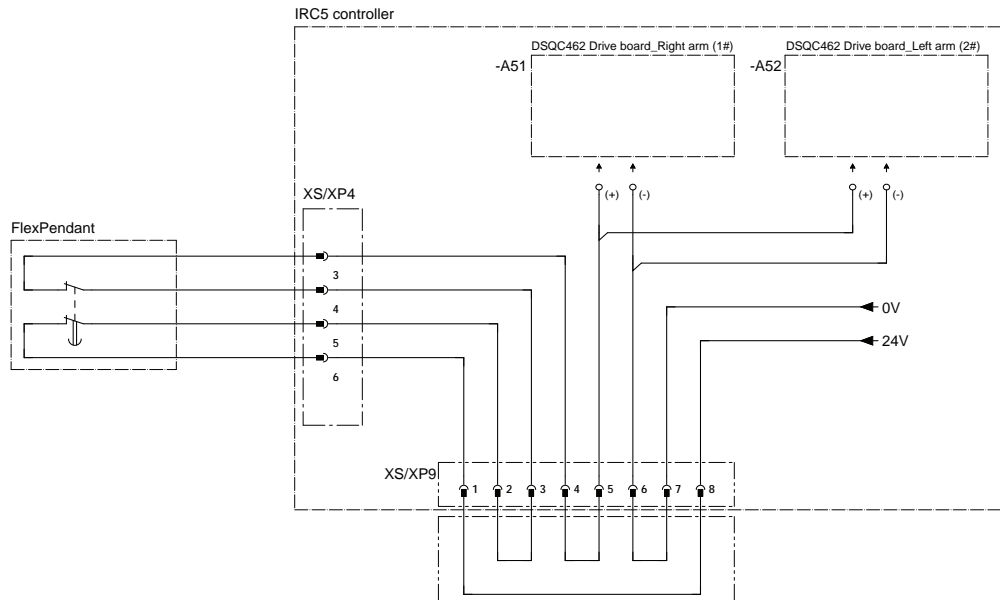 IRC5 controller
DSQC462 Drive board_Right arm (1#)
DSQC462 Drive board_Left arm (2#)
-A51
-A52
XS/XP4
(+)
(-)
(+)
(-)
FlexPendant
3
4
0V
5
24V
6
XS/XP9
1
2
3
4
5
6
7
8